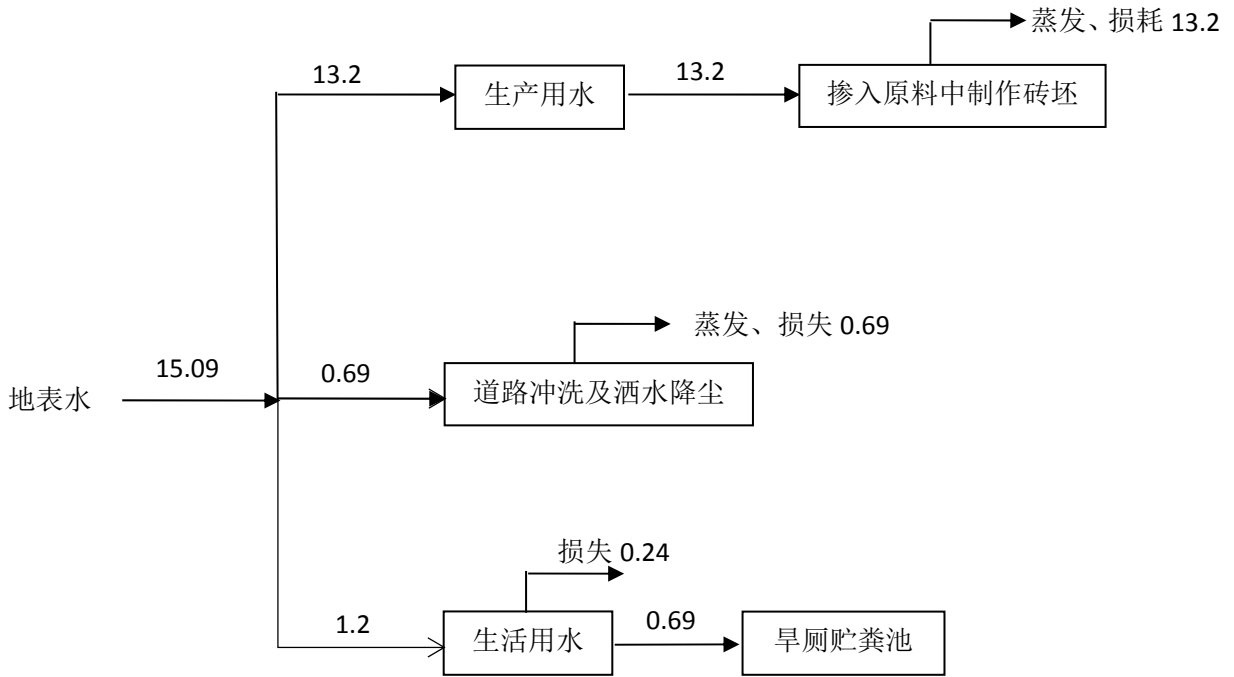 蒸发、损耗 13.2
13.2
生产用水
13.2
掺入原料中制作砖坯
蒸发、损失 0.69
地表水
15.09
0.69
道路冲洗及洒水降尘
损失 0.24
1.2
生活用水
0.69
旱厕贮粪池